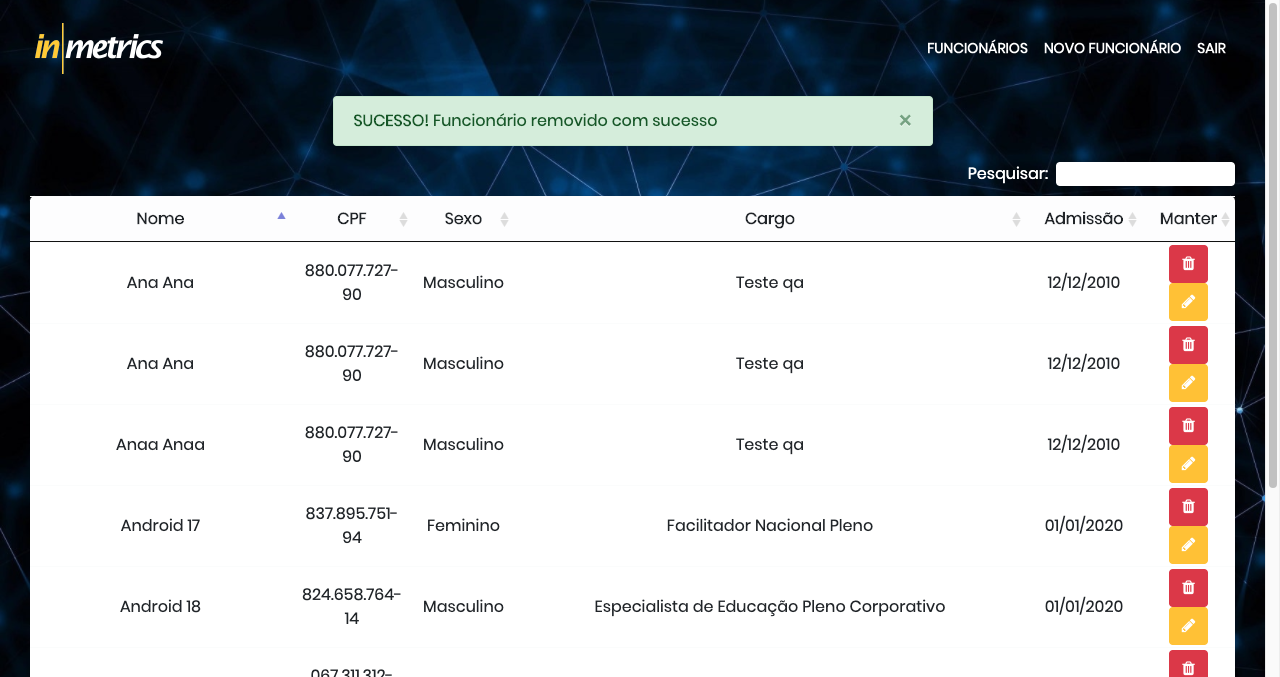 in|metrics
FUNCIONÁRIOS NOVO FUNCIONÁRIO SAIR
SUCESSO! Funcionário removido com sucesso ×
Pesquisar:
Nome CPF Sexo Cargo Admissão Manter
Ana Ana 880.077.727-90 Masculino Teste qa 12/12/2010
Ana Ana 880.077.727-90 Masculino Teste qa 12/12/2010
Anaa Anaa 880.077.727-90 Masculino Teste qa 12/12/2010
Android 17 837.895.751-94 Feminino Facilitador Nacional Pleno 01/01/2020
Android 18 824.658.764-14 Masculino Especialista de Educação Pleno Corporativo 01/01/2020
067.311.312-